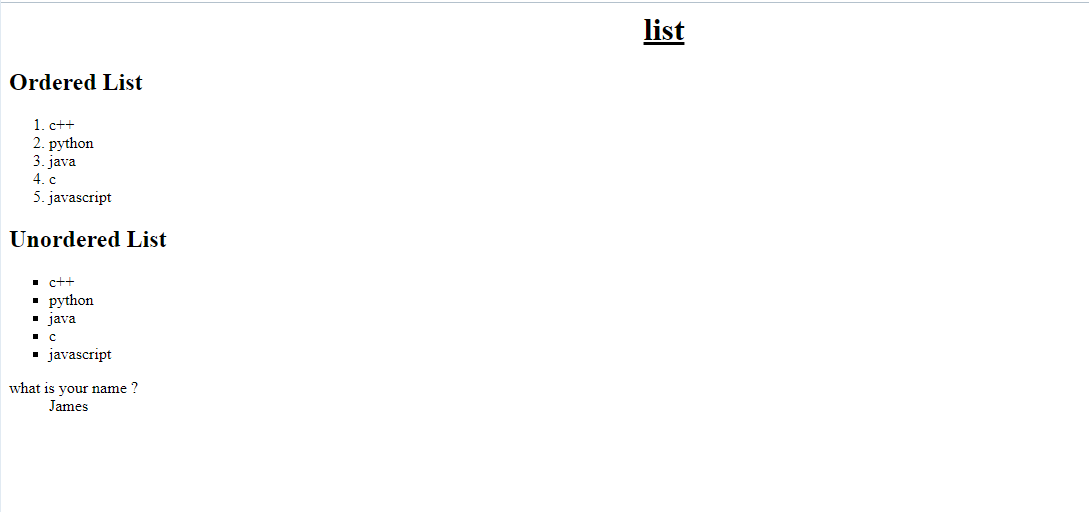 list
Ordered List
1. c++
2. python
3. java
4. c
5. javascript
Unordered List
▪ c++
▪ python
▪ java
▪ c
▪ javascript
what is your name ?
James